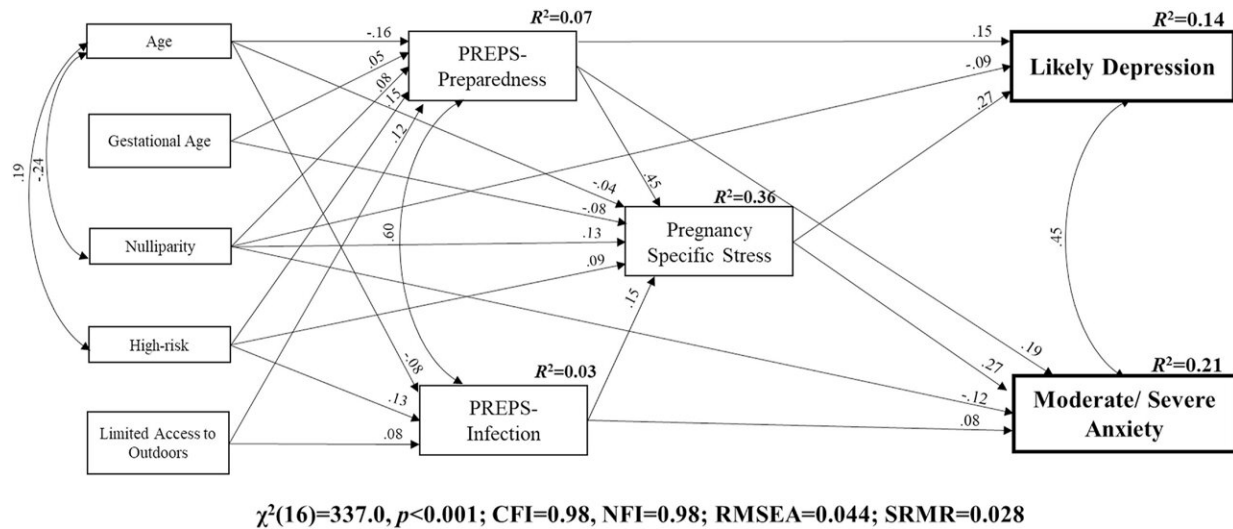 R²=0.07
R²=0.14
Age
-.16
PREPS-
Preparedness
.15
Likely Depression
.05
.08
.15
.12
-.09
.27
Gestational Age
.19
-.24
.45
-.04
-.08
R²=0.36
.60
Pregnancy
Specific Stress
.13
.45
Nulliparity
.09
.15
High-risk
-.08
.13
R²=0.03
.27
.19
R²=0.21
PREPS-
Infection
-.12
.08
Moderate/ Severe
Anxiety
Limited Access to
Outdoors
.08
χ²(16)=337.0, p<0.001; CFI=0.98, NFI=0.98; RMSEA=0.044; SRMR=0.028